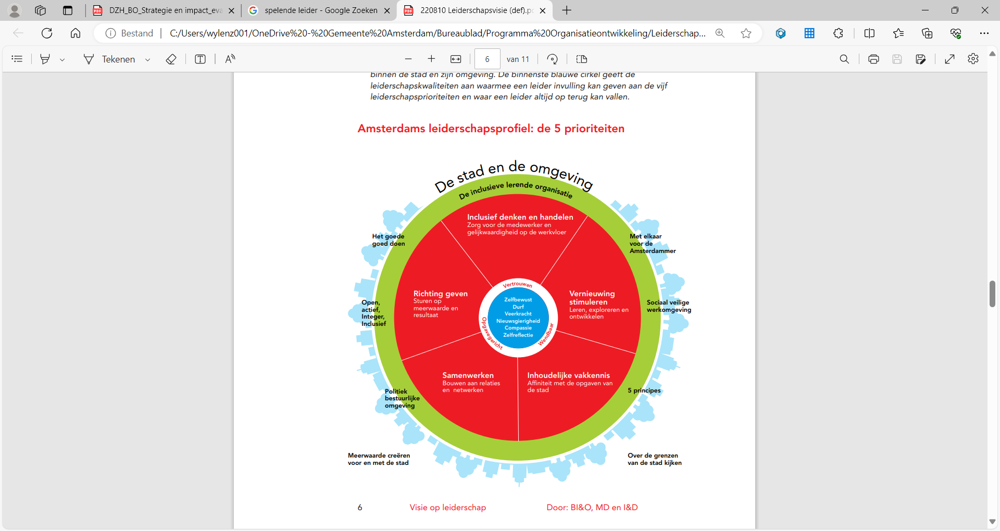 DZH_BO_Strategie en impact_eva
spelende leider - Google Zoeken
220810 Leiderschapsvisie (def).p
Bestand
C:/Users/wylenz001/OneDrive%20-%20Gemeente%20Amsterdam/Bureaublad/Programma%20Organisatieontwikkeling/Leiderschap...
Tekenen
6
van 11
binnen de stad en zijn omgeving. De binnenste blauwe cirkel geeft de
leiderschapskwaliteiten aan waarmee een leider invulling kan geven aan de vijf
leiderschapsprioriteiten en waar een leider altijd op terug kan vallen.
Amsterdams leiderschapsprofiel: de 5 prioriteiten
De stad en de omgeving
De inclusieve lerende organisatie
Inclusief denken en handelen
Zorg voor de medewerker en
gelijkwaardigheid op de werkvloer
Het goede
goed doen
Met elkaar
voor de
Amsterdammer
Richting geven
Sturen op
meerwaarde en
resultaat
Vertrouwen
Opgavegericht
Wendbaar
Zelfbewust
Durf
Veerkracht
Nieuwsgierigheid
Compassie
Zelfreflectie
Vernieuwing
stimuleren
Leren, exploreren en
ontwikkelen
Open,
actief,
Integer,
Inclusief
Sociaal veilige
werkomgeving
Samenwerken
Bouwen aan relaties
en netwerken
Inhoudelijke vakkennis
Affiniteit met de opgaven van
de stad
Politiek
bestuurlijke
omgeving
5 principes
Meerwaarde creëren
voor en met de stad
Over de grenzen
van de stad kijken
6
Visie op leiderschap
Door: BI&O, MD en I&D